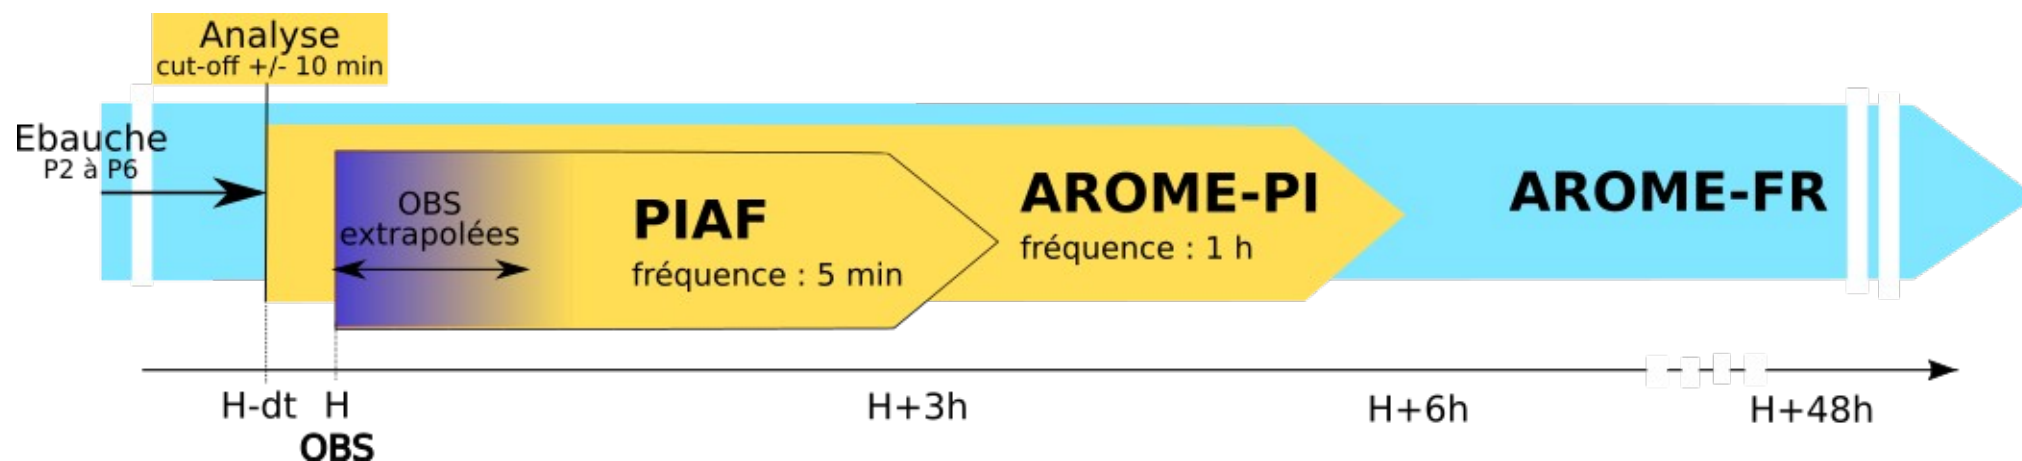 Analyse
cut-off +/- 10 min
Ebauche
P2 à P6
OBS
extrapolées
PIAF
fréquence : 5 min
AROME-PI
fréquence : 1 h
AROME-FR
H-dt
H
OBS
H+3h
H+6h
H+48h